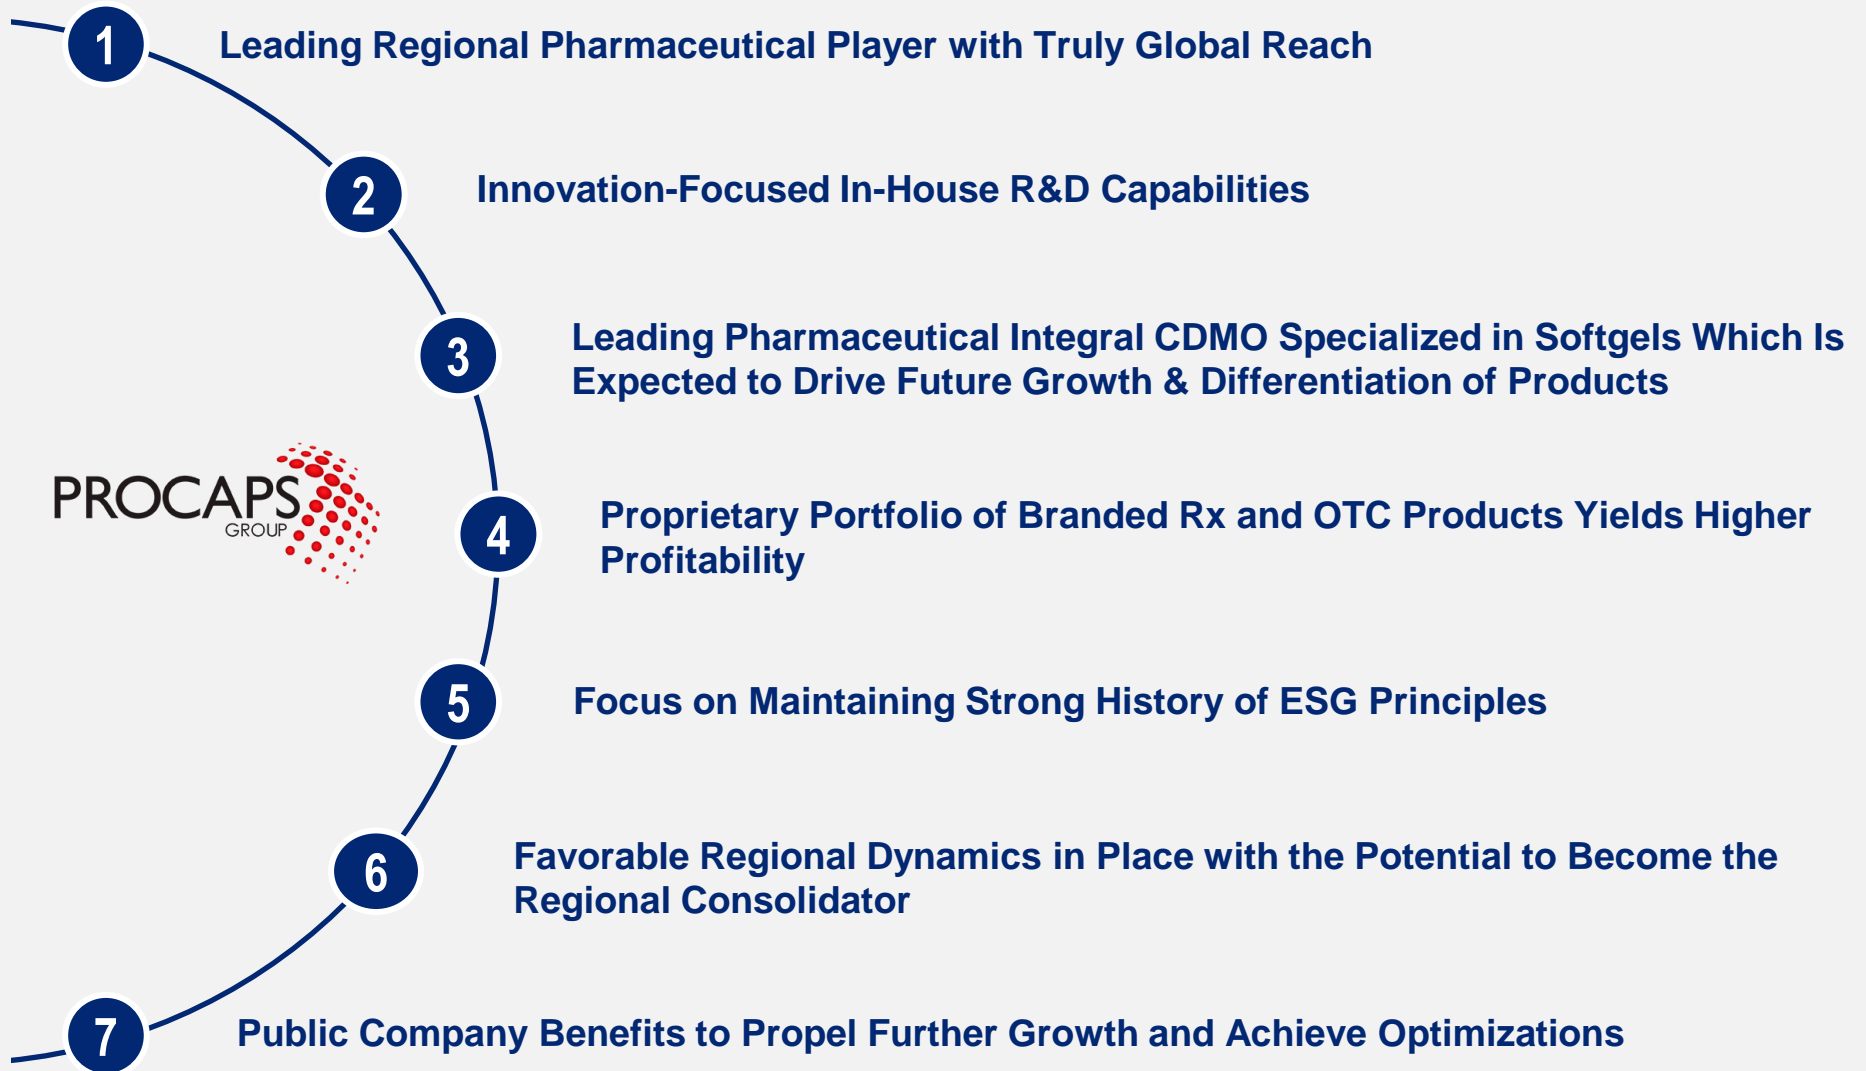 1
Leading Regional Pharmaceutical Player with Truly Global Reach
2
Innovation-Focused In-House R&D Capabilities
3
Leading Pharmaceutical Integral CDMO Specialized in Softgels Which Is
Expected to Drive Future Growth & Differentiation of Products
PROCAPS
GROUP
4
Proprietary Portfolio of Branded Rx and OTC Products Yields Higher
Profitability
5
Focus on Maintaining Strong History of ESG Principles
6
Favorable Regional Dynamics in Place with the Potential to Become the
Regional Consolidator
7
Public Company Benefits to Propel Further Growth and Achieve Optimizations